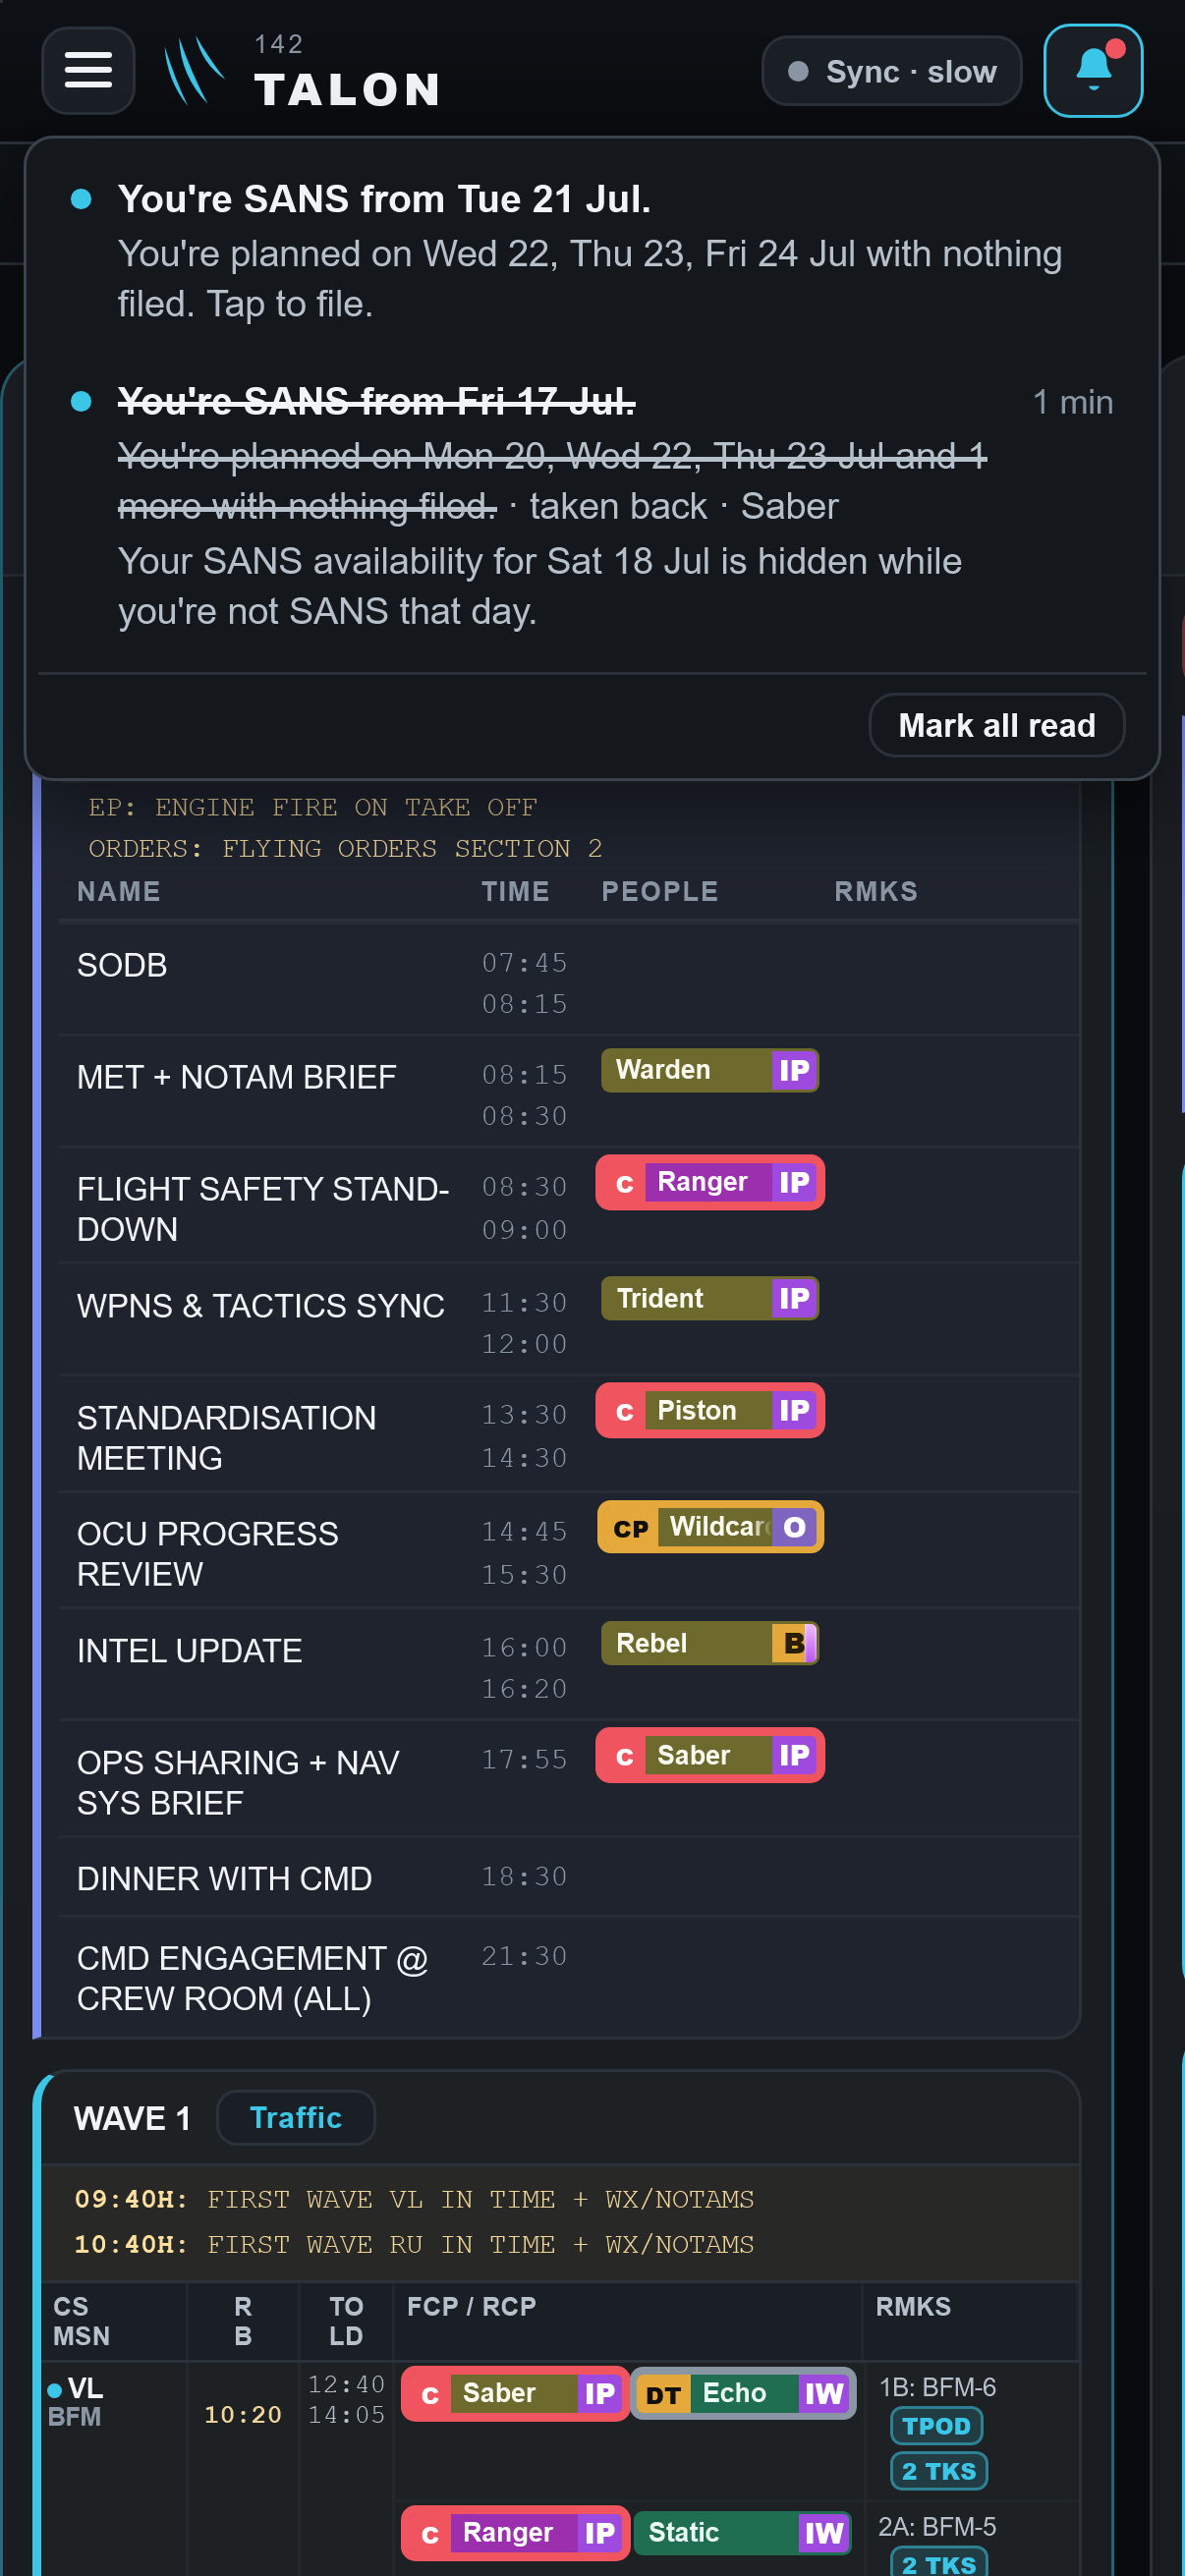 142
TALON
Sync · slow
You're SANS from Tue 21 Jul.
You're planned on Wed 22, Thu 23, Fri 24 Jul with nothing
filed. Tap to file.
You're SANS from Fri 17 Jul.
1 min
You're planned on Mon 20, Wed 22, Thu 23 Jul and 1
more with nothing filed. · taken back · Saber
Your SANS availability for Sat 18 Jul is hidden while
you're not SANS that day.
Mark all read
EP: ENGINE FIRE ON TAKE OFF
ORDERS: FLYING ORDERS SECTION 2
NAME TIME PEOPLE RMKS
SODB 07:45
08:15
MET + NOTAM BRIEF 08:15 Warden IP
08:30
FLIGHT SAFETY STAND- 08:30 C Ranger IP
DOWN 09:00
WPNS & TACTICS SYNC 11:30 Trident IP
12:00
STANDARDISATION 13:30 C Piston IP
MEETING 14:30
OCU PROGRESS 14:45 CP Wildcard O
REVIEW 15:30
INTEL UPDATE 16:00 Rebel B
16:20
OPS SHARING + NAV 17:55 C Saber IP
SYS BRIEF
DINNER WITH CMD 18:30
CMD ENGAGEMENT @ 21:30
CREW ROOM (ALL)
WAVE 1 Traffic
09:40H: FIRST WAVE VL IN TIME + WX/NOTAMS
10:40H: FIRST WAVE RU IN TIME + WX/NOTAMS
CS R TO FCP / RCP RMKS
MSN B LD
VL 12:40 C Saber IP DT Echo IW 1B: BFM-6
BFM 10:20 14:05 TPOD
2 TKS
C Ranger IP Static IW 2A: BFM-5
2 TKS